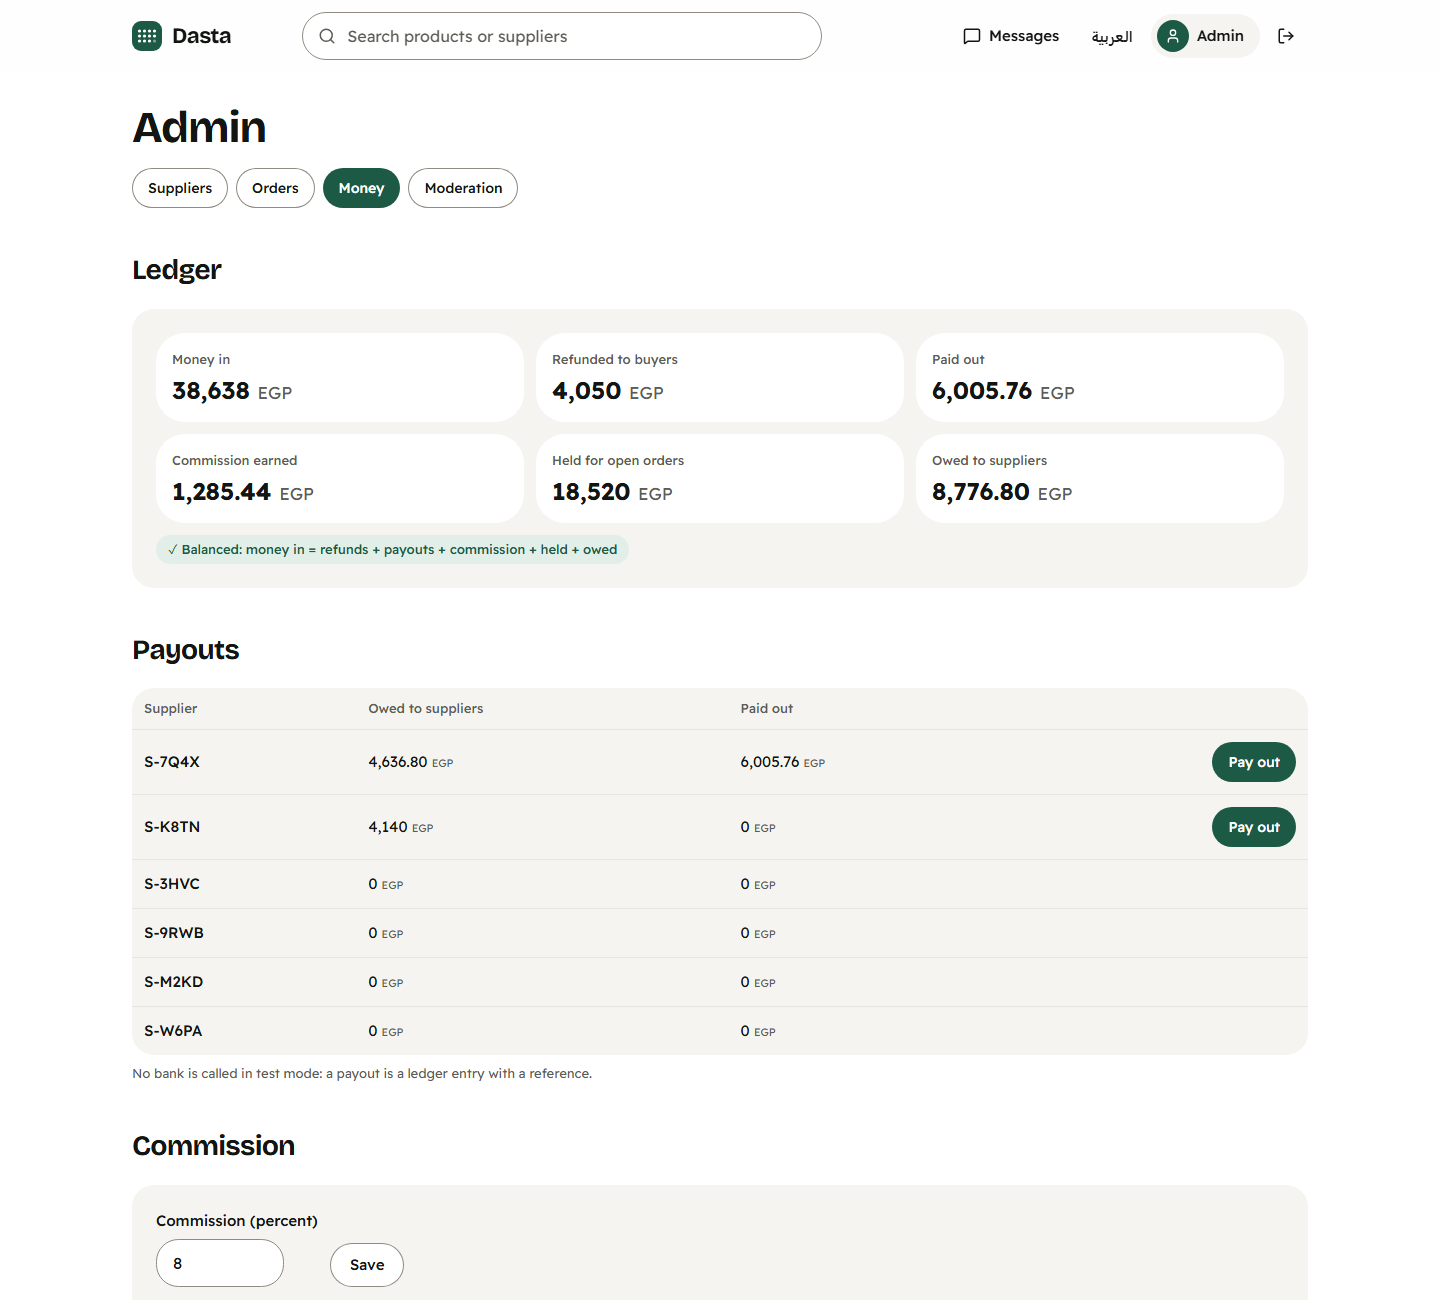 Dasta
Search products or suppliers
Messages
العربية
Admin
Admin
Suppliers
Orders
Money
Moderation
Ledger
Money in
38,638 EGP
Refunded to buyers
4,050 EGP
Paid out
6,005.76 EGP
Commission earned
1,285.44 EGP
Held for open orders
18,520 EGP
Owed to suppliers
8,776.80 EGP
✓ Balanced: money in = refunds + payouts + commission + held + owed
Payouts
Supplier Owed to suppliers Paid out
S-7Q4X 4,636.80 EGP 6,005.76 EGP Pay out
S-K8TN 4,140 EGP 0 EGP Pay out
S-3HVC 0 EGP 0 EGP
S-9RWB 0 EGP 0 EGP
S-M2KD 0 EGP 0 EGP
S-W6PA 0 EGP 0 EGP
No bank is called in test mode: a payout is a ledger entry with a reference.
Commission
Commission (percent)
8
Save